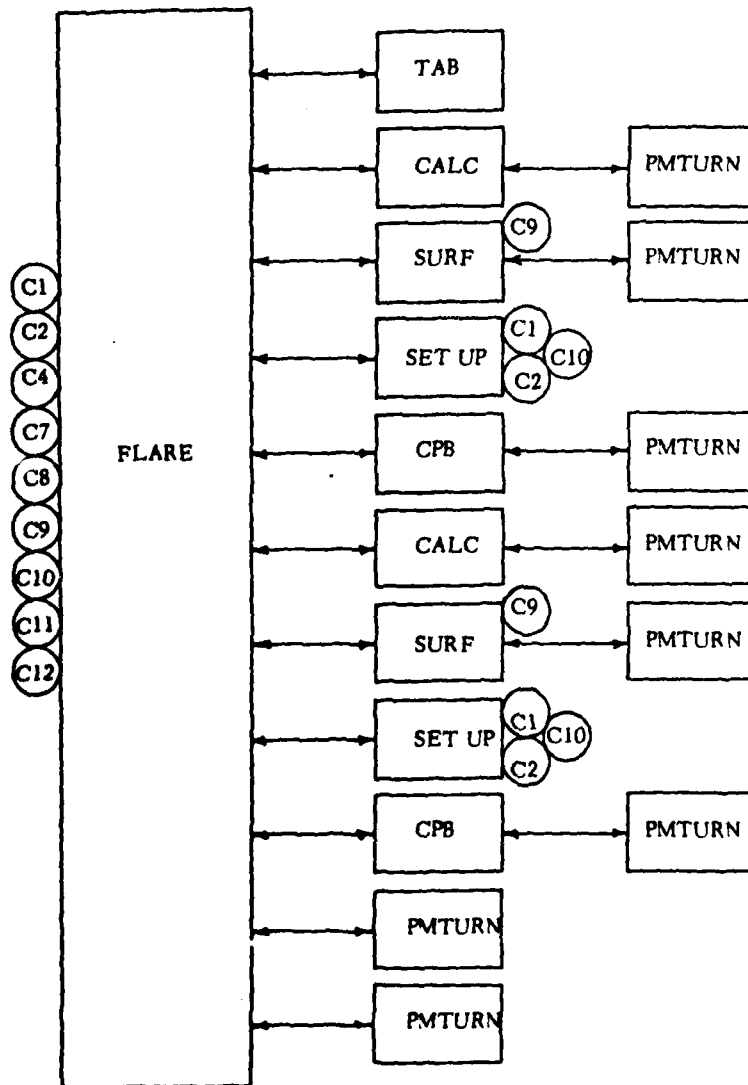 TAB
CALC
PMTURN
C9
SURF
PMTURN
C1
C1
C2
SET UP
C10
C2
C4
C7
FLARE
CPB
PMTURN
C8
C9
CALC
PMTURN
C10
C9
C11
SURF
PMTURN
C12
C1
SET UP
C10
C2
CPB
PMTURN
PMTURN
PMTURN